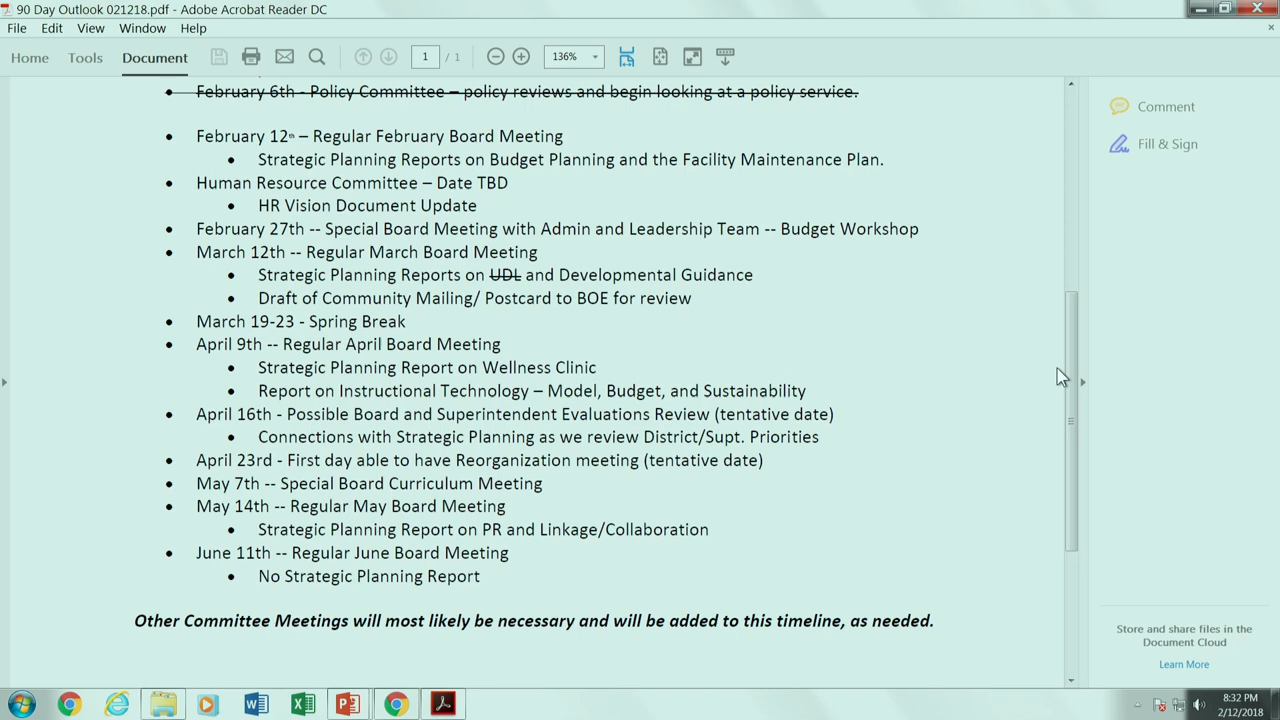 90 Day Outlook 021218.pdf - Adobe Acrobat Reader DC
File Edit View Window Help
Home Tools Document 1 / 1 136%
February 6th - Policy Committee – policy reviews and begin looking at a policy service.
Comment
Fill & Sign
• February 12th – Regular February Board Meeting
• Strategic Planning Reports on Budget Planning and the Facility Maintenance Plan.
• Human Resource Committee – Date TBD
• HR Vision Document Update
• February 27th -- Special Board Meeting with Admin and Leadership Team -- Budget Workshop
• March 12th -- Regular March Board Meeting
• Strategic Planning Reports on UDL and Developmental Guidance
• Draft of Community Mailing/ Postcard to BOE for review
• March 19-23 - Spring Break
• April 9th -- Regular April Board Meeting
• Strategic Planning Report on Wellness Clinic
• Report on Instructional Technology – Model, Budget, and Sustainability
• April 16th - Possible Board and Superintendent Evaluations Review (tentative date)
• Connections with Strategic Planning as we review District/Supt. Priorities
• April 23rd - First day able to have Reorganization meeting (tentative date)
• May 7th -- Special Board Curriculum Meeting
• May 14th -- Regular May Board Meeting
• Strategic Planning Report on PR and Linkage/Collaboration
• June 11th -- Regular June Board Meeting
• No Strategic Planning Report
Other Committee Meetings will most likely be necessary and will be added to this timeline, as needed.
Store and share files in the
Document Cloud
Learn More
8:32 PM
2/12/2018